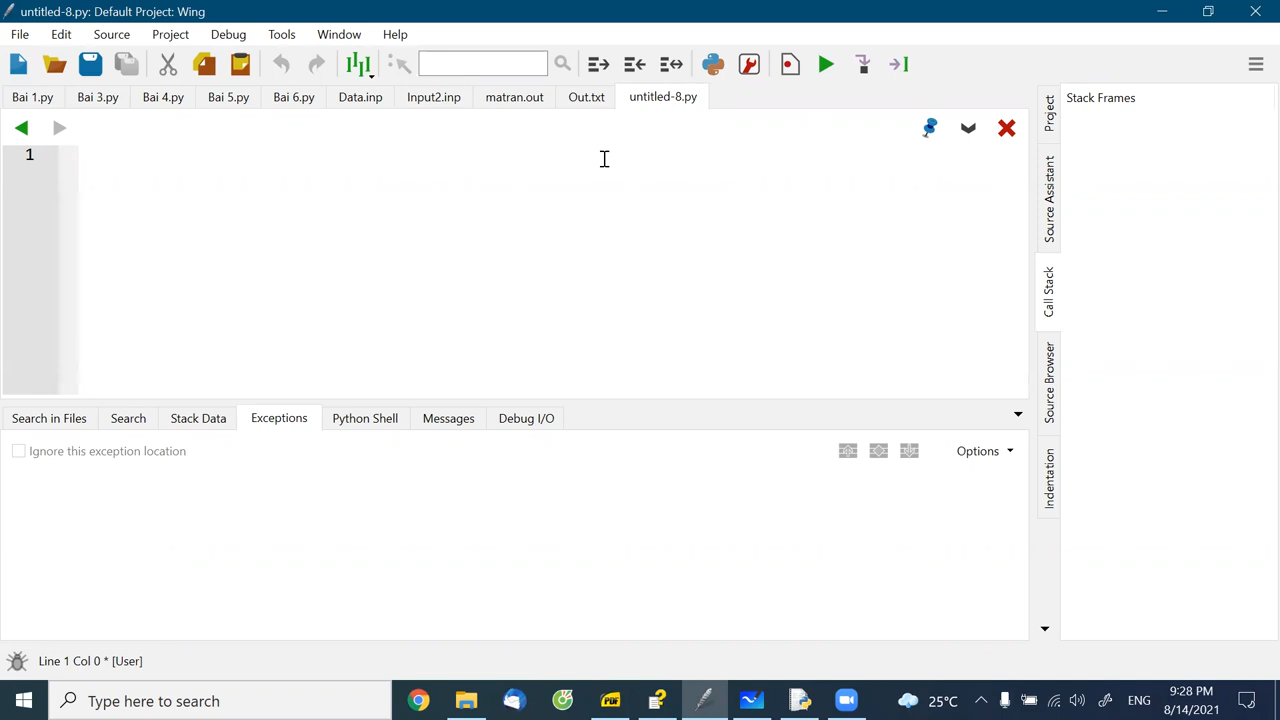 untitled-8.py: Default Project: Wing
File Edit Source Project Debug Tools Window Help
Bai 1.py Bai 3.py Bai 4.py Bai 5.py Bai 6.py Data.inp Input2.inp matran.out Out.txt untitled-8.py
1
Search in Files Search Stack Data Exceptions Python Shell Messages Debug I/O
Ignore this exception location Options
Project
Source Assistant
Call Stack
Source Browser
Indentation
Stack Frames
Line 1 Col 0 * [User]
Type here to search
PDF
25°C
ENG
9:28 PM
8/14/2021